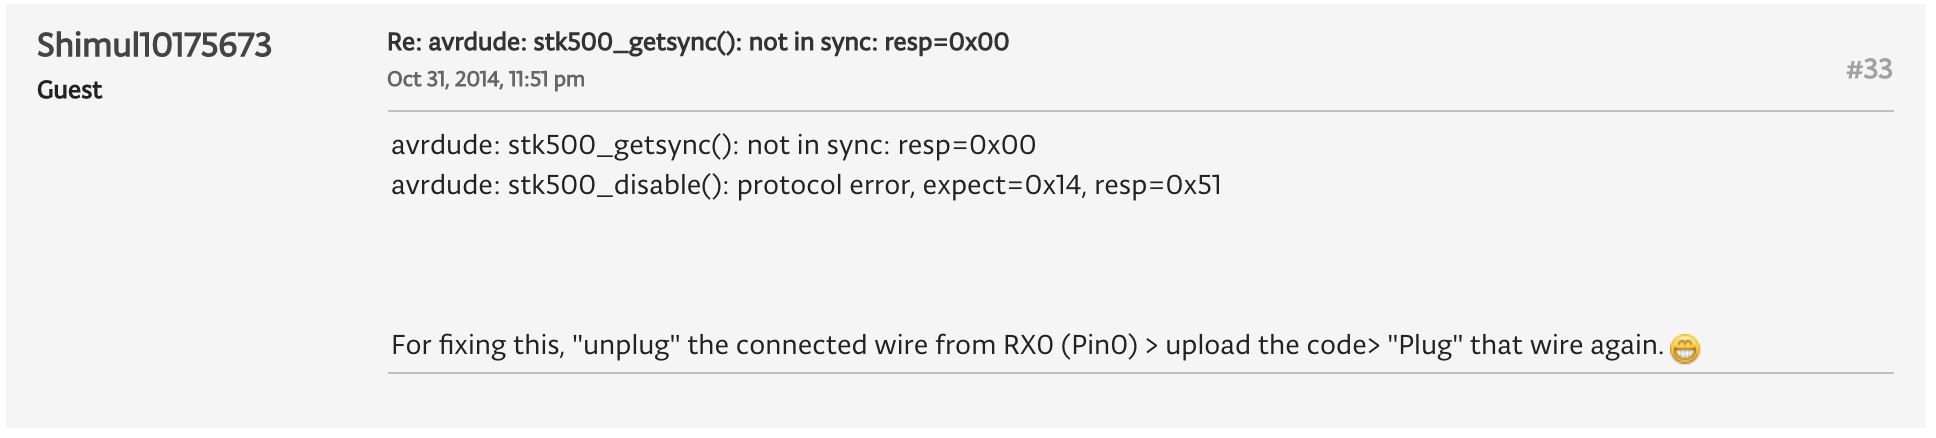 Shimul10175673
Guest
Re: avrdude: stk500_getsync(): not in sync: resp=0x00
Oct 31, 2014, 11:51 pm
#33
avrdude: stk500_getsync(): not in sync: resp=0x00
avrdude: stk500_disable(): protocol error, expect=0x14, resp=0x51
For fixing this, "unplug" the connected wire from RX0 (Pin0) > upload the code> "Plug" that wire again. 😁